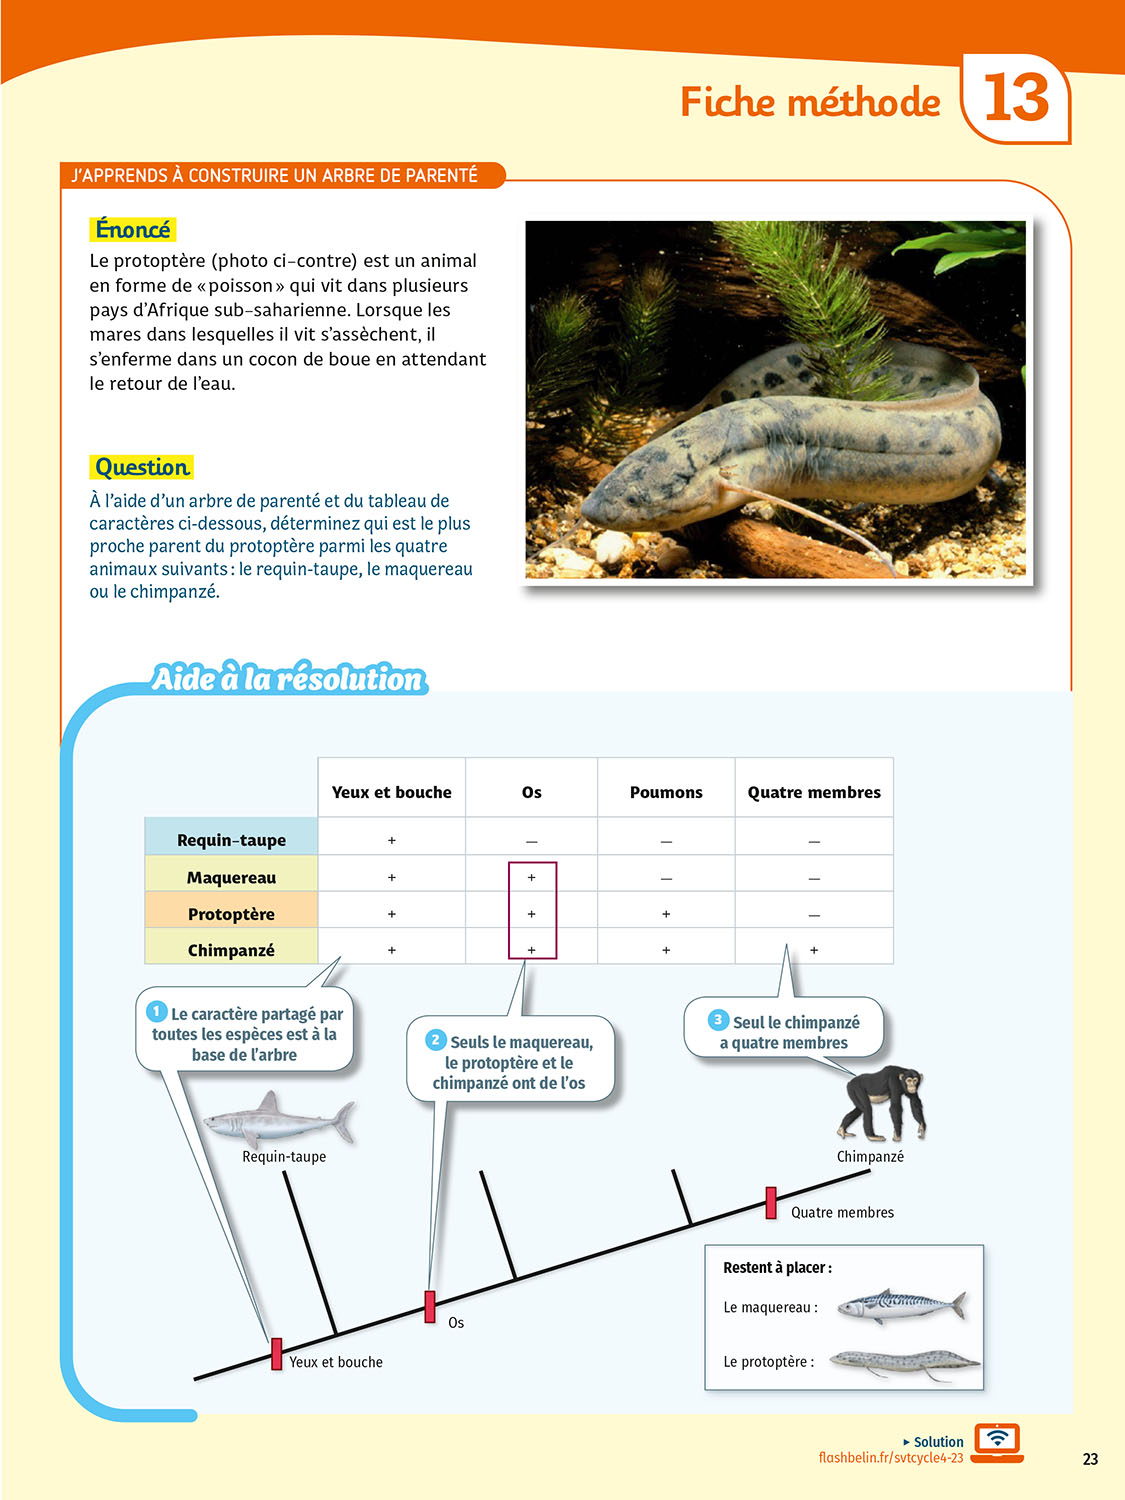 Fiche méthode 13
J'APPRENDS À CONSTRUIRE UN ARBRE DE PARENTÉ
Énoncé
Le protoptère (photo ci-contre) est un animal
en forme de « poisson » qui vit dans plusieurs
pays d'Afrique sub-saharienne. Lorsque les
mares dans lesquelles il vit s'assèchent, il
s'enferme dans un cocon de boue en attendant
le retour de l'eau.
Question
À l'aide d'un arbre de parenté et du tableau de
caractères ci-dessous, déterminez qui est le plus
proche parent du protoptère parmi les quatre
animaux suivants : le requin-taupe, le maquereau
ou le chimpanzé.
Aide à la résolution
Yeux et bouche Os Poumons Quatre membres
Requin-taupe + — — —
Maquereau + + — —
Protoptère + + + —
Chimpanzé + + + +
1 Le caractère partagé par
toutes les espèces est à la
base de l'arbre
2 Seuls le maquereau,
le protoptère et le
chimpanzé ont de l'os
3 Seul le chimpanzé
a quatre membres
Requin-taupe
Chimpanzé
Quatre membres
Os
Yeux et bouche
Restent à placer :
Le maquereau :
Le protoptère :
▸ Solution
flashbelin.fr/svtcycle4-23
23